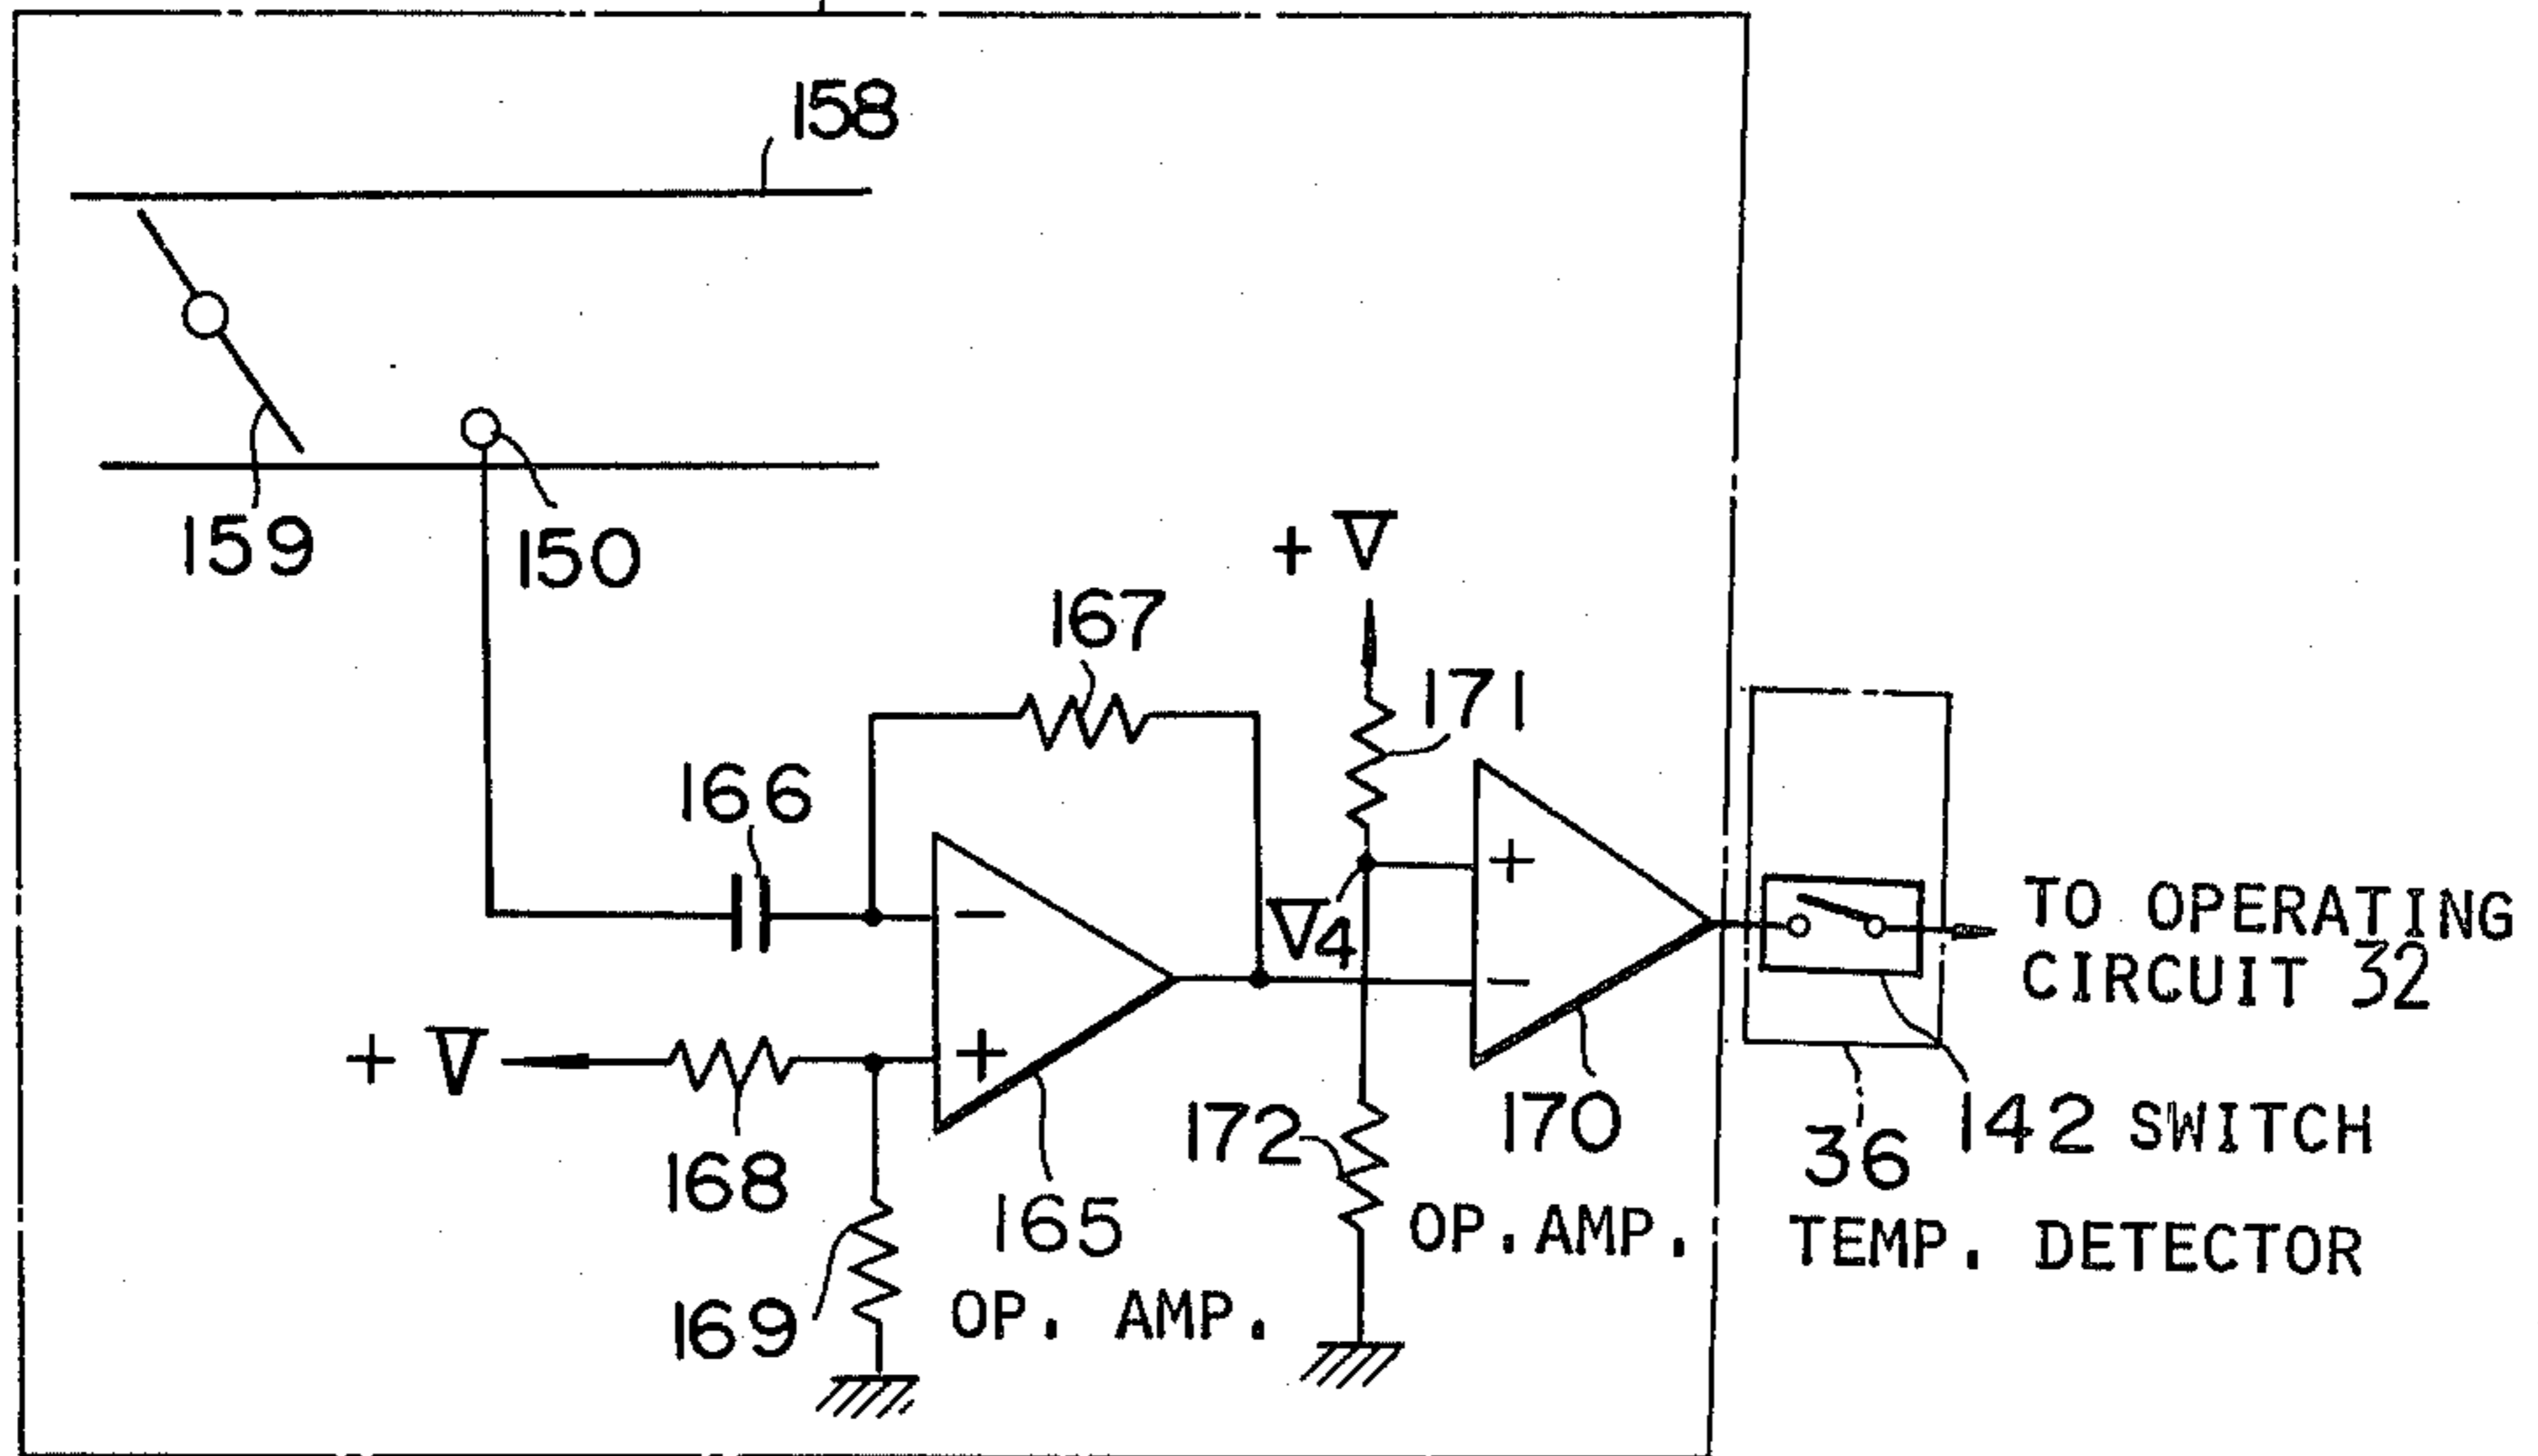 158
159
150
+ V
167
171
166
+
V4
-
-
TO OPERATING
CIRCUIT 32
+ V
+
168
172
170
36
142 SWITCH
169
165
OP. AMP.
OP. AMP.
TEMP. DETECTOR